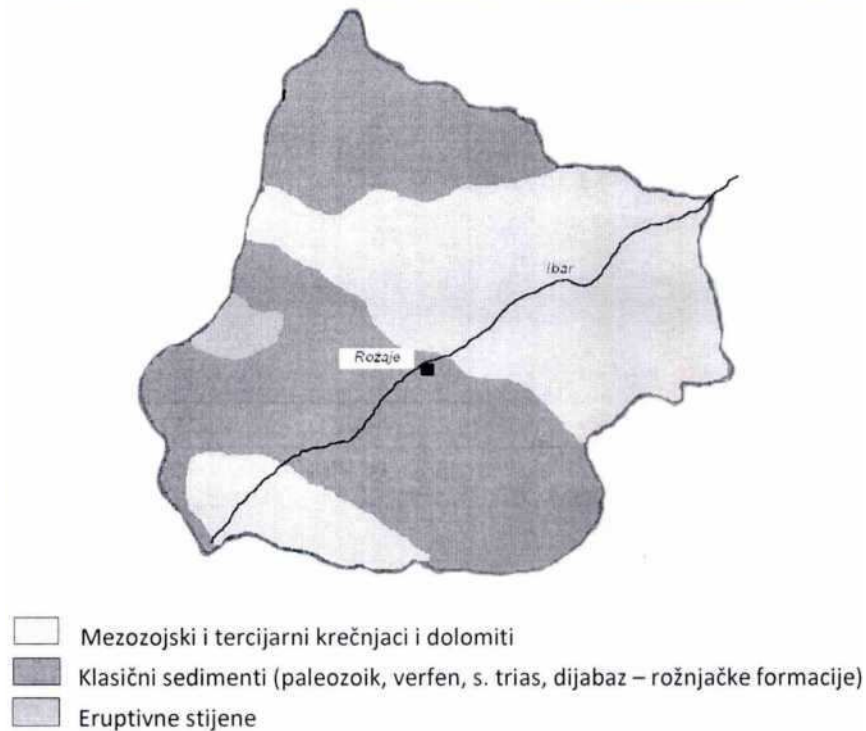 Ibar
Rožaje
Mezozojski i tercijarni krečnjaci i dolomiti
Klasični sedimenti (paleozoik, verfen, s. trias, dijabaz – rožnjačke formacije)
Eruptivne stijene